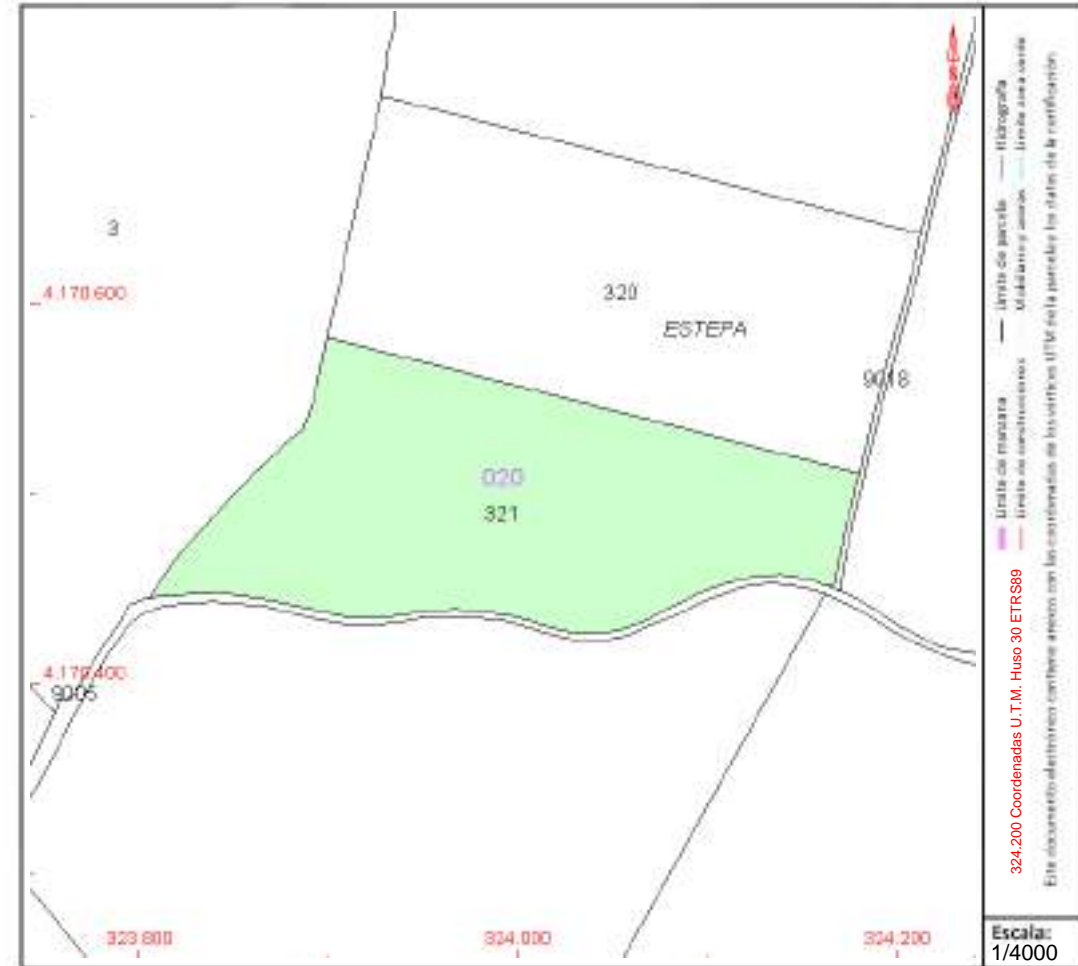 3
4.170.600
320
ESTEPA
9018
020
321
4.170.400
9005
323.800
324.000
324.200
Límite de manzana
Límite de parcela
Hidrografía
Límite de construcciones
Mobiliario y aceras
Límite zona verde
324.200 Coordenadas U.T.M. Huso 30 ETRS89
Este documento electrónico contiene anexo con las coordenadas de los vértices UTM de la parcela y los datos de la certificación
Escala:
1/4000